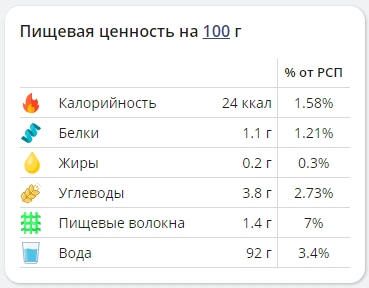 Пищевая ценность на 100 г
% от РСП
Калорийность 24 ккал 1.58%
Белки 1.1 г 1.21%
Жиры 0.2 г 0.3%
Углеводы 3.8 г 2.73%
Пищевые волокна 1.4 г 7%
Вода 92 г 3.4%